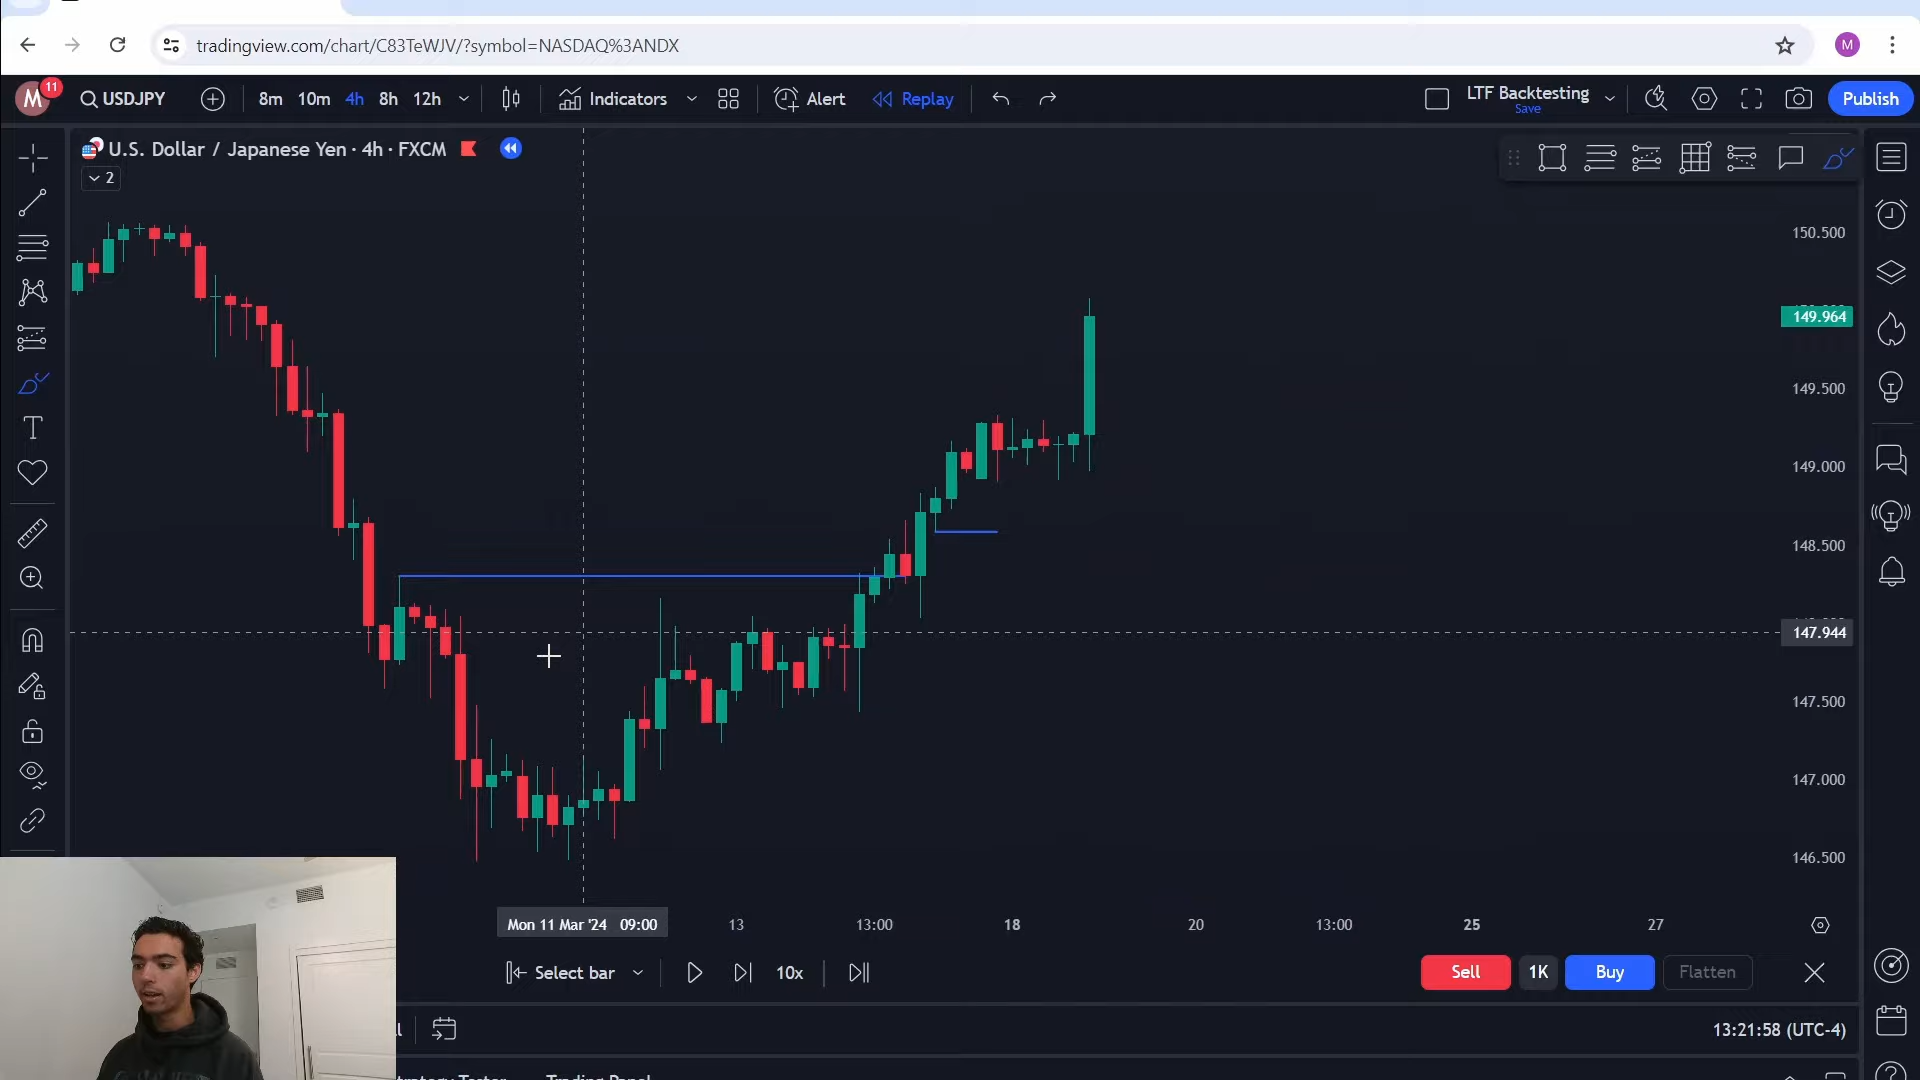 tradingview.com/chart/C83TeWJV/?symbol=NASDAQ%3ANDX
M
M
11
USDJPY
8m 10m 4h 8h 12h
Indicators
Alert
Replay
LTF Backtesting
Save
Publish
U.S. Dollar / Japanese Yen · 4h · FXCM
2
150.500
149.964
149.500
149.000
148.500
147.944
147.500
147.000
146.500
Mon 11 Mar '24 09:00
13
13:00
18
20
13:00
25
27
Select bar
10x
Sell
1K
Buy
Flatten
13:21:58 (UTC-4)
Trading Panel